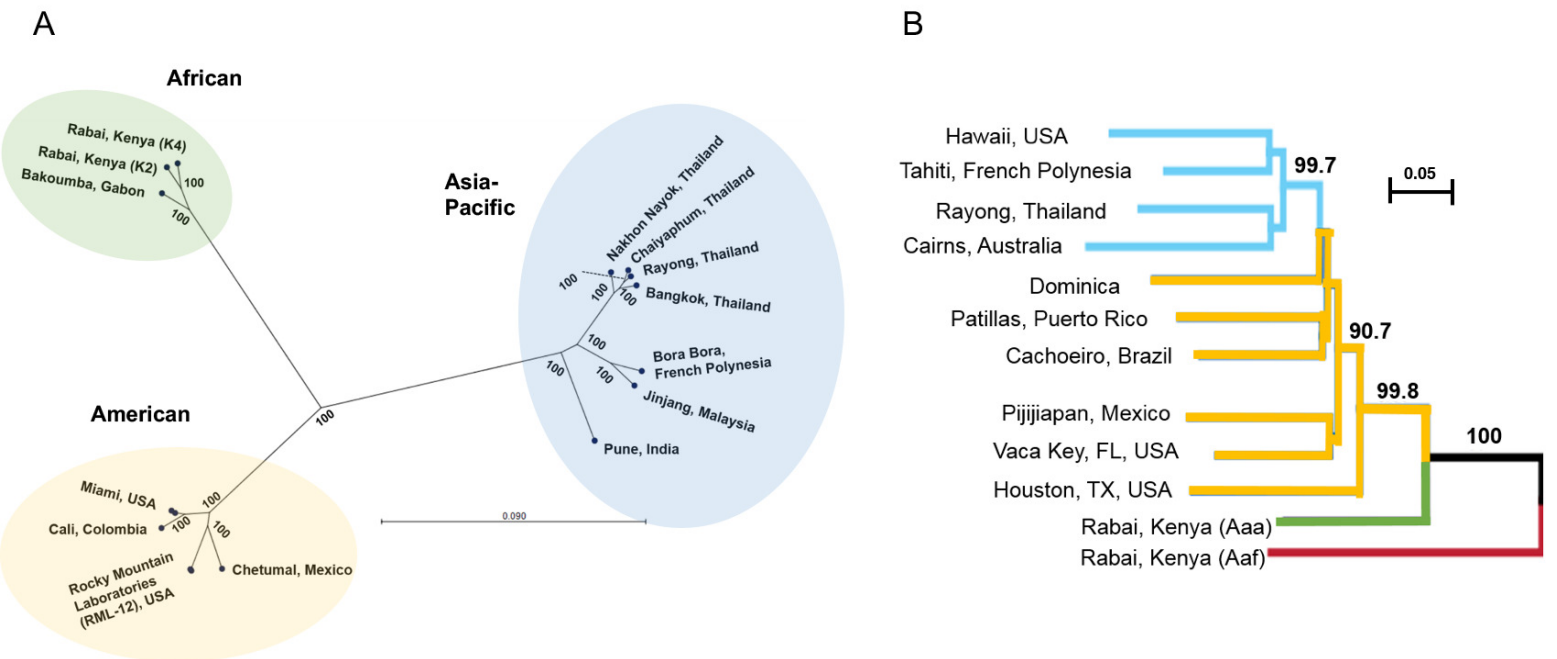 A
African
Rabai, Kenya (K4)
Rabai, Kenya (K2)
Bakoumba, Gabon
100
100
Asia-
Pacific
Nakhon Nayok, Thailand
Chaiyaphum, Thailand
Rayong, Thailand
Bangkok, Thailand
100
100
100
100
Bora Bora,
French Polynesia
100
100
Jinjang, Malaysia
Pune, India
100
American
Miami, USA
Cali, Colombia
100
100
100
Rocky Mountain
Laboratories
(RML-12), USA
Chetumal, Mexico
0.090
B
Hawaii, USA
Tahiti, French Polynesia
Rayong, Thailand
Cairns, Australia
Dominica
Patillas, Puerto Rico
Cachoeiro, Brazil
Pijijiapan, Mexico
Vaca Key, FL, USA
Houston, TX, USA
Rabai, Kenya (Aaa)
Rabai, Kenya (Aaf)
99.7
0.05
90.7
99.8
100